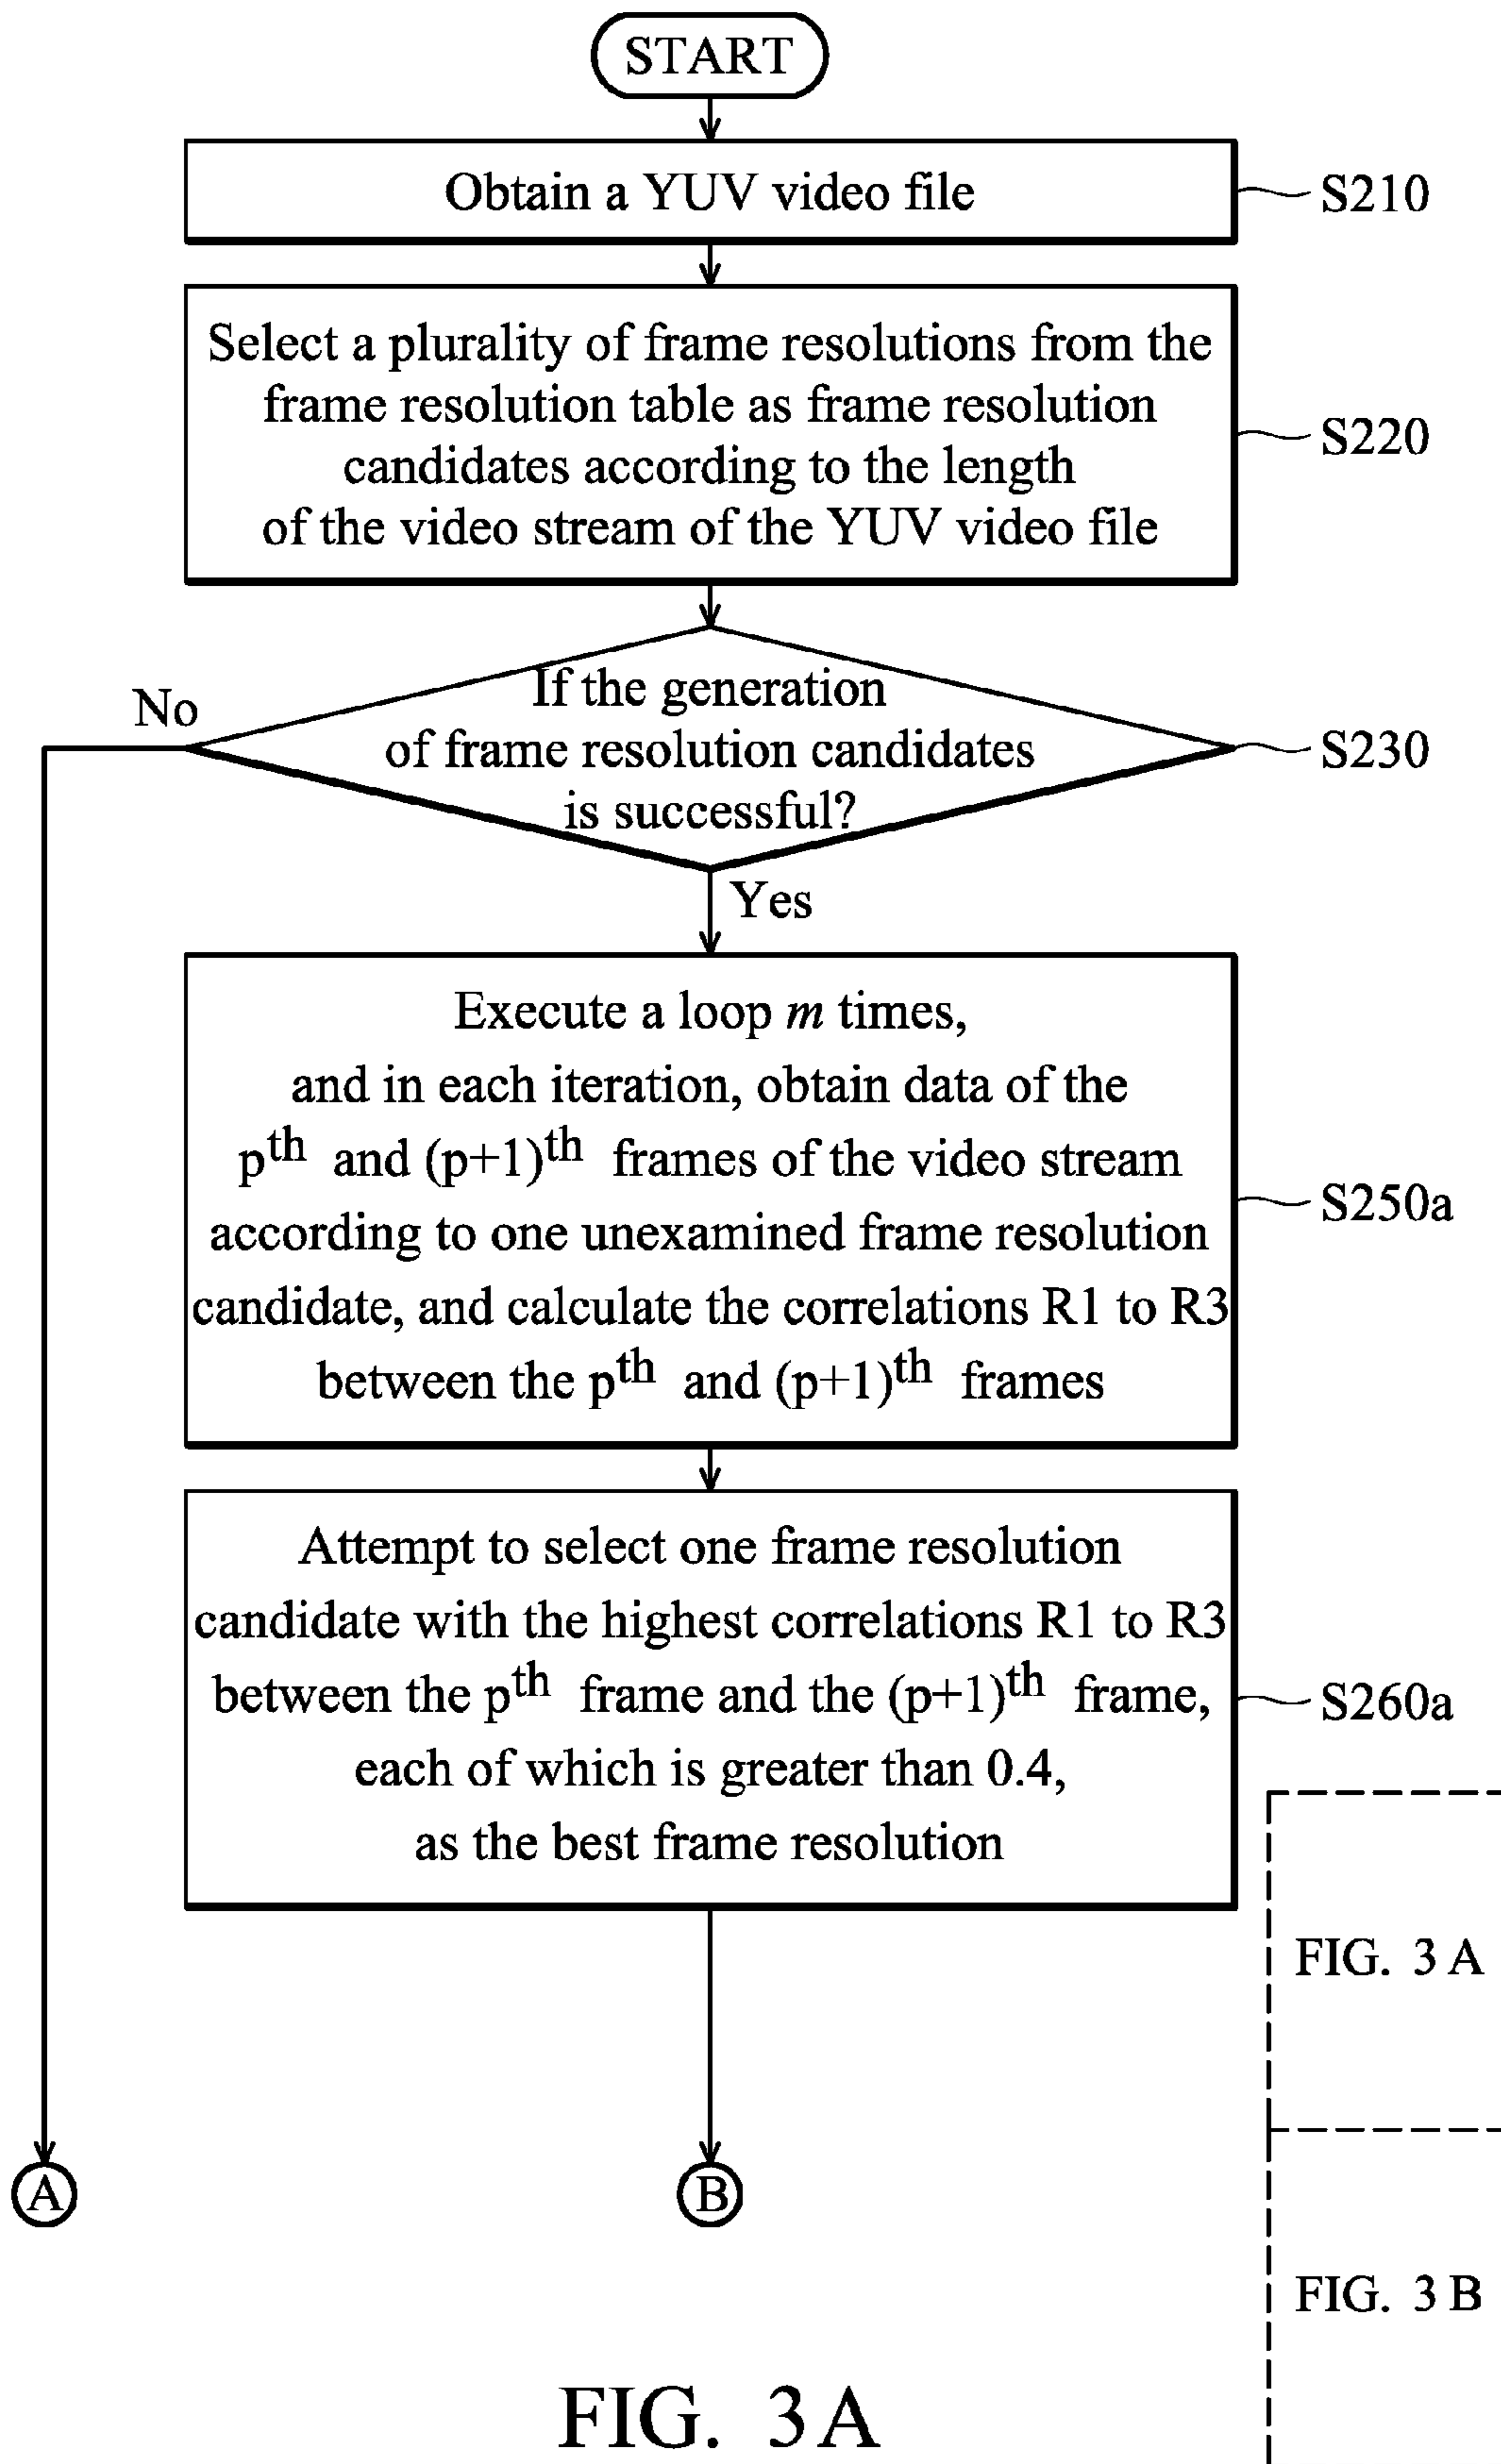 START
Obtain a YUV video file
S210
Select a plurality of frame resolutions from the
frame resolution table as frame resolution
candidates according to the length
of the video stream of the YUV video file
S220
No
If the generation
of frame resolution candidates
is successful?
S230
Yes
Execute a loop m times,
and in each iteration, obtain data of the
pth and (p+1)th frames of the video stream
according to one unexamined frame resolution
candidate, and calculate the correlations R1 to R3
between the pth and (p+1)th frames
S250a
Attempt to select one frame resolution
candidate with the highest correlations R1 to R3
between the pth frame and the (p+1)th frame,
each of which is greater than 0.4,
as the best frame resolution
S260a
A
B
FIG. 3A
FIG. 3B
FIG. 3A